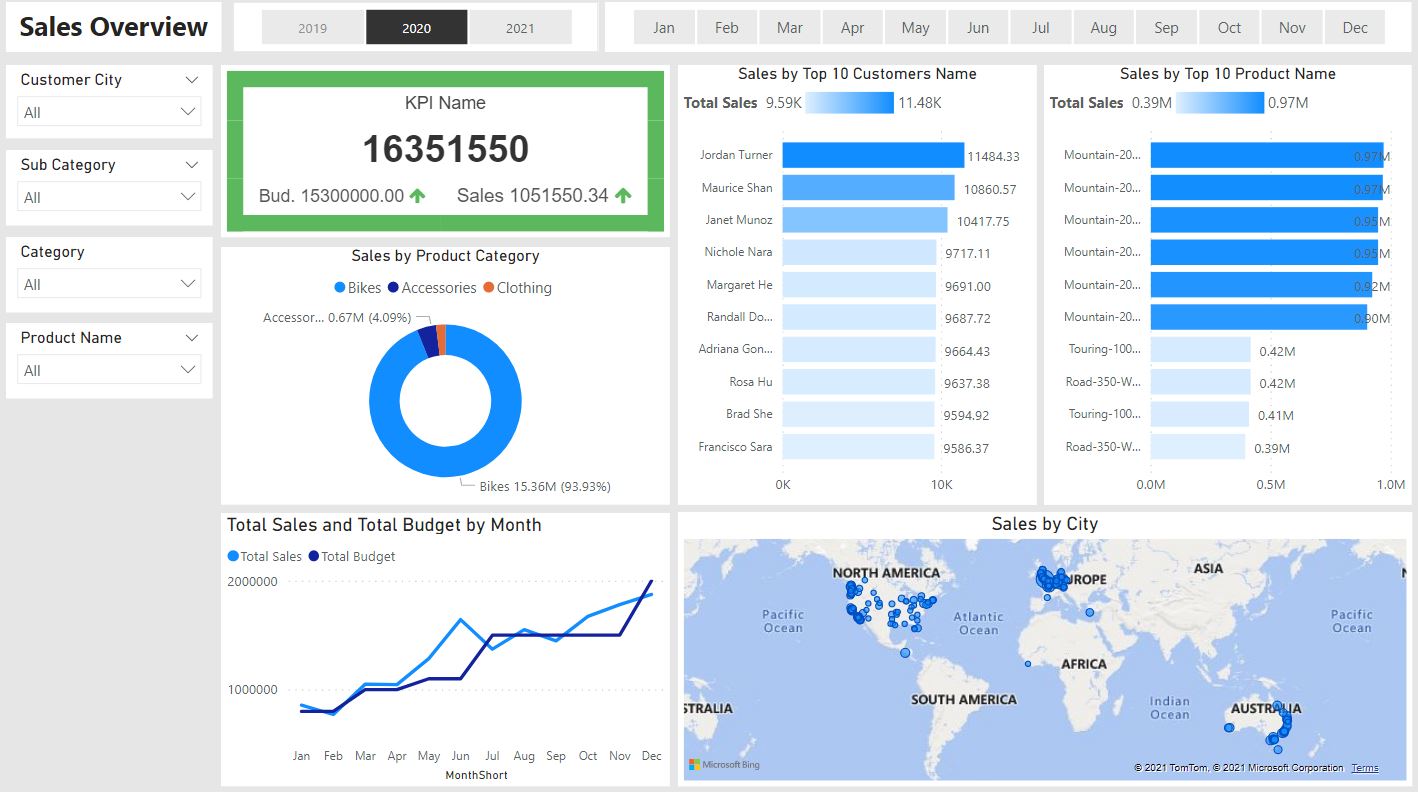 Sales Overview
2019 2020 2021
Jan Feb Mar Apr May Jun Jul Aug Sep Oct Nov Dec
Customer City
All
Sub Category
All
Category
All
Product Name
All
KPI Name
16351550
Bud. 15300000.00 Sales 1051550.34
Sales by Product Category
Bikes Accessories Clothing
Accessor... 0.67M (4.09%)
Bikes 15.36M (93.93%)
Sales by Top 10 Customers Name
Total Sales 9.59K 11.48K
Jordan Turner 11484.33
Maurice Shan 10860.57
Janet Munoz 10417.75
Nichole Nara 9717.11
Margaret He 9691.00
Randall Do... 9687.72
Adriana Gon... 9664.43
Rosa Hu 9637.38
Brad She 9594.92
Francisco Sara 9586.37
0K 10K
Sales by Top 10 Product Name
Total Sales 0.39M 0.97M
Mountain-20... 0.97M
Mountain-20... 0.97M
Mountain-20... 0.95M
Mountain-20... 0.95M
Mountain-20... 0.92M
Mountain-20... 0.90M
Touring-100... 0.42M
Road-350-W... 0.42M
Touring-100... 0.41M
Road-350-W... 0.39M
0.0M 0.5M 1.0M
Total Sales and Total Budget by Month
Total Sales Total Budget
2000000
1000000
Jan Feb Mar Apr May Jun Jul Aug Sep Oct Nov Dec
MonthShort
Sales by City
NORTH AMERICA
UROPE
ASIA
N
Pacific
Ocean
Atlantic
Ocean
Pacific
Ocean
AFRICA
SOUTH AMERICA
STRALIA
Indian
Ocean
AUSTRALIA
Microsoft Bing
© 2021 TomTom, © 2021 Microsoft Corporation Terms